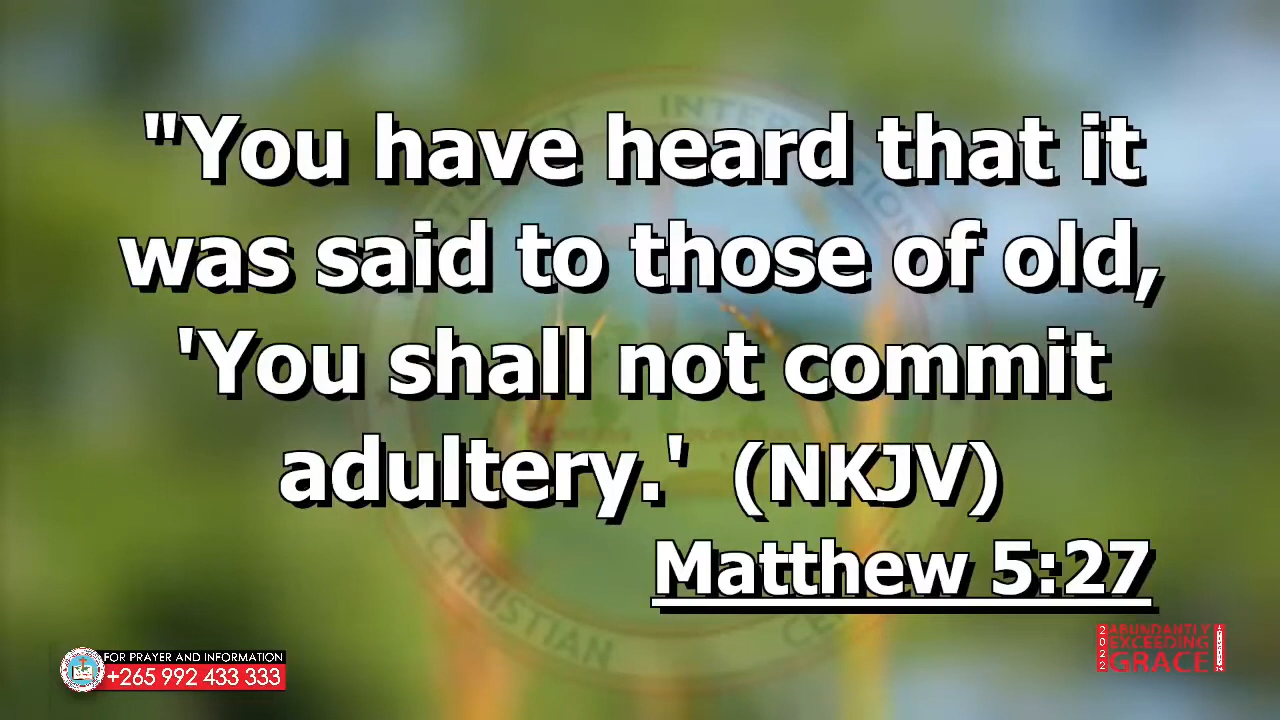 "You have heard that it
was said to those of old,
'You shall not commit
adultery.' (NKJV)
Matthew 5:27
FOR PRAYER AND INFORMATION
+265 992 433 333
2022
ABUNDANTLY
EXCEEDING
GRACE
CHRISTIAN